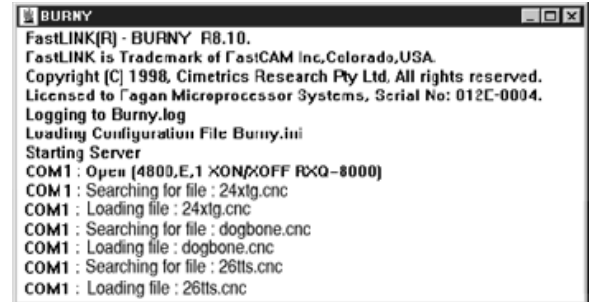 BURNY
FastLINK(R) - BURNY R8.10.
FastLINK is Trademark of FastCAM Inc,Colorado,USA.
Copyright (C) 1998, Cimetrics Research Pty Ltd, All rights reserved.
Licensed to Fagan Microprocessor Systems, Serial No: 012E-0004.
Logging to Burny.log
Loading Configuration File Burny.ini
Starting Server
COM1 : Open (4800,E,1 XON/XOFF RXQ-8000)
COM1 : Searching for file : 24xtg.cnc
COM1 : Loading file : 24xtg.cnc
COM1 : Searching for file : dogbone.cnc
COM1 : Loading file : dogbone.cnc
COM1 : Searching for file : 26tts.cnc
COM1 : Loading file : 26tts.cnc